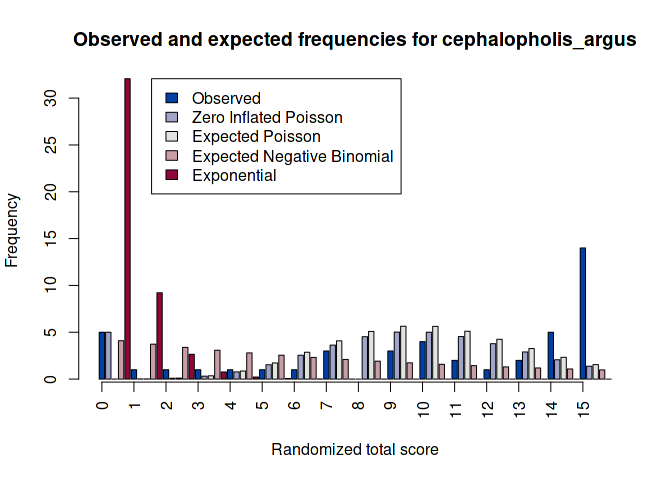 Observed and expected frequencies for cephalopholis_argus
Observed
Zero Inflated Poisson
Expected Poisson
Expected Negative Binomial
Exponential
Frequency
30
25
20
15
10
5
0
0 1 2 3 4 5 6 7 8 9 10 11 12 13 14 15
Randomized total score